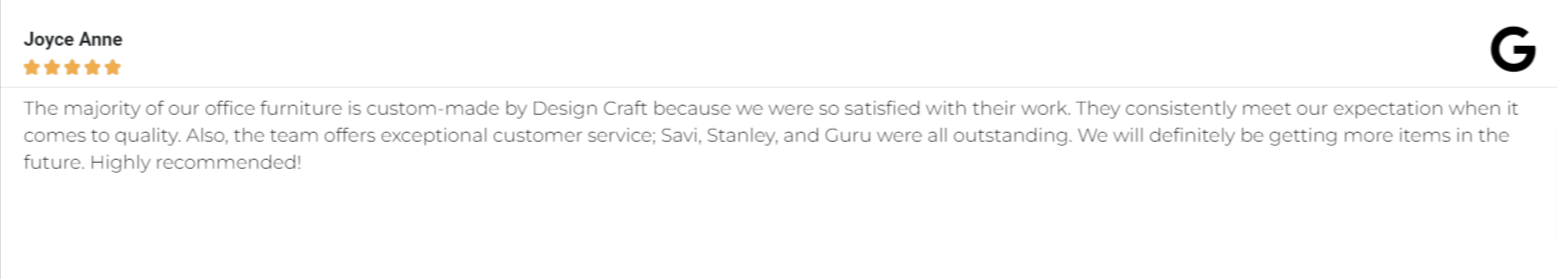 Joyce Anne
G
The majority of our office furniture is custom-made by Design Craft because we were so satisfied with their work. They consistently meet our expectation when it
comes to quality. Also, the team offers exceptional customer service; Savi, Stanley, and Guru were all outstanding. We will definitely be getting more items in the
future. Highly recommended!